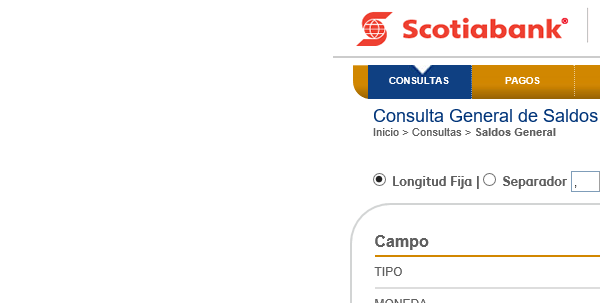 Scotiabank®
CONSULTAS PAGOS
Consulta General de Saldos
Inicio > Consultas > Saldos General
Longitud Fija | Separador ,
Campo
TIPO
MONEDA